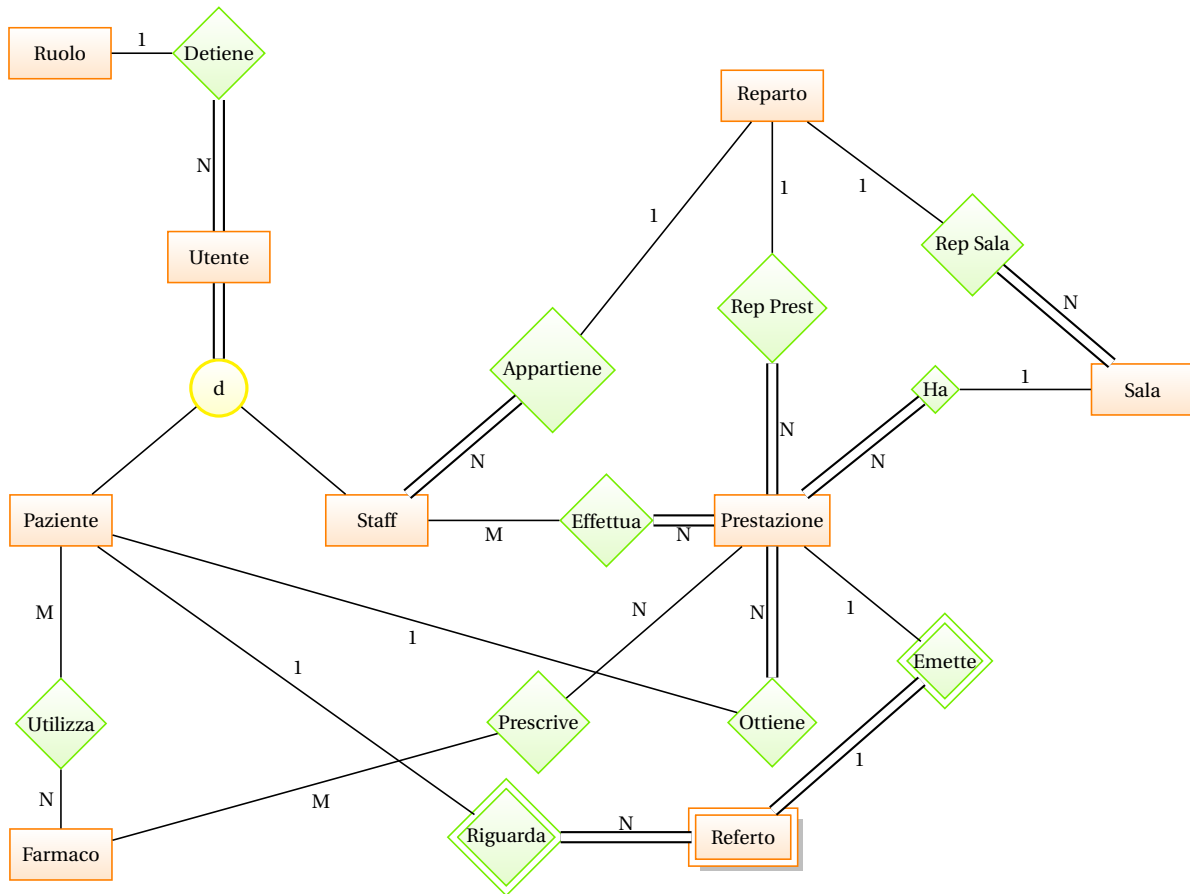 Ruolo
1
Detiene
N
Reparto
Utente
1
1
1
Rep Sala
N
Rep Prest
Appartiene
Ha
1
Sala
d
N
N
N
Paziente
Staff
M
Effettua
N
Prestazione
M
N
N
1
1
1
Emette
Utilizza
Prescrive
Ottiene
N
M
1
N
Farmaco
Riguarda
Referto